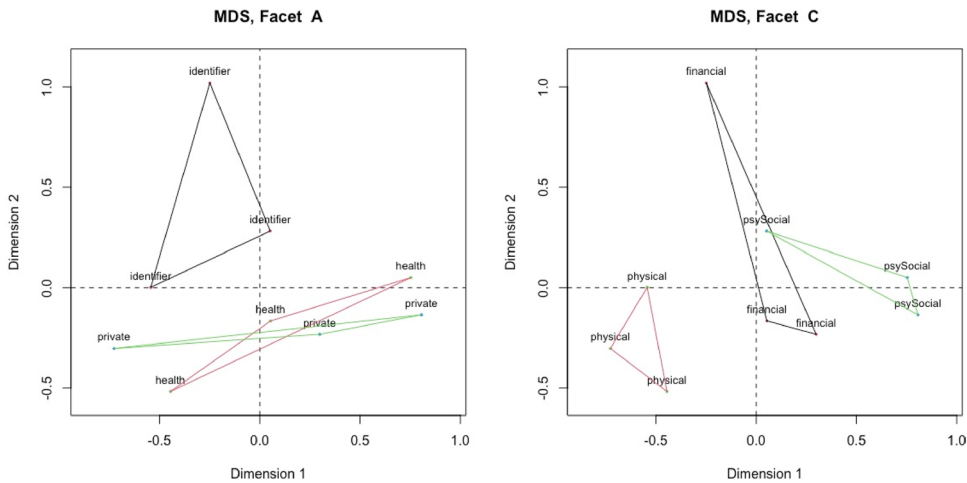 MDS, Facet  A
identifier
identifier
identifier
health
health
private
private
private
health
1.0
0.5
0.0
-0.5
Dimension 2
-0.5
0.0
0.5
1.0
Dimension 1
MDS, Facet  C
financial
psySocial
psySocial
physical
psySocial
financial
financial
physical
physical
1.0
0.5
0.0
-0.5
Dimension 2
-0.5
0.0
0.5
1.0
Dimension 1